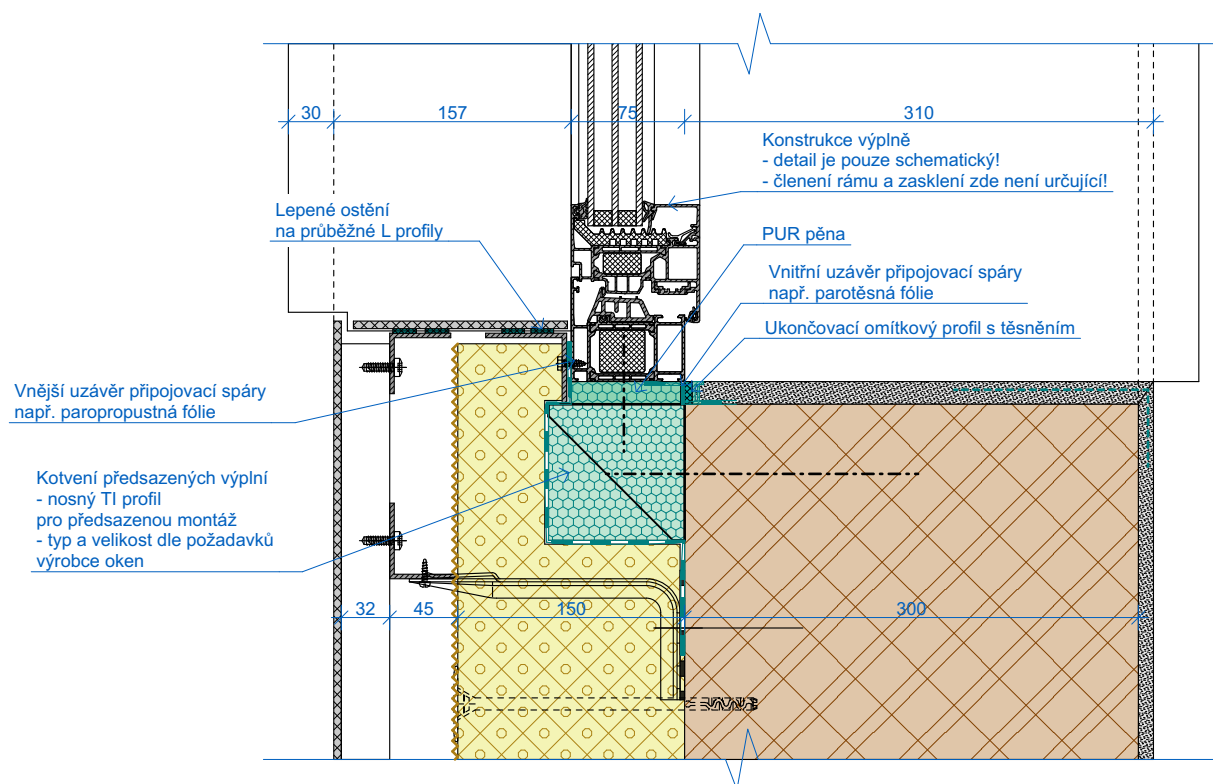 30
157
75
310
Konstrukce výplně
- detail je pouze schematický!
- členení rámu a zasklení zde není určující!
Lepené ostění
na průběžné L profily
PUR pěna
Vnitřní uzávěr připojovací spáry
např. parotěsná fólie
Ukončovací omítkový profil s těsněním
Vnější uzávěr připojovací spáry
např. paropropustná fólie
Kotvení předsazených výplní
- nosný TI profil
pro předsazenou montáž
- typ a velikost dle požadavků
výrobce oken
32
45
150
300